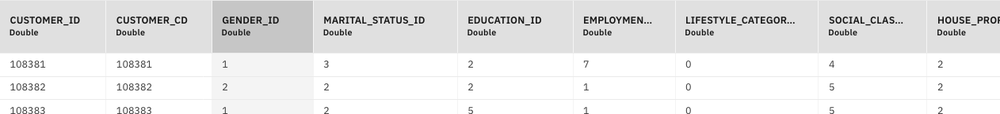 CUSTOMER_ID CUSTOMER_CD GENDER_ID MARITAL_STATUS_ID EDUCATION_ID EMPLOYMEN... LIFESTYLE_CATEGOR... SOCIAL_CLAS... HOUSE_PROP
Double Double Double Double Double Double Double Double Double
108381 108381 1 3 2 7 0 4 2
108382 108382 2 2 2 1 0 5 2
108383 108383 1 2 5 1 0 5 2